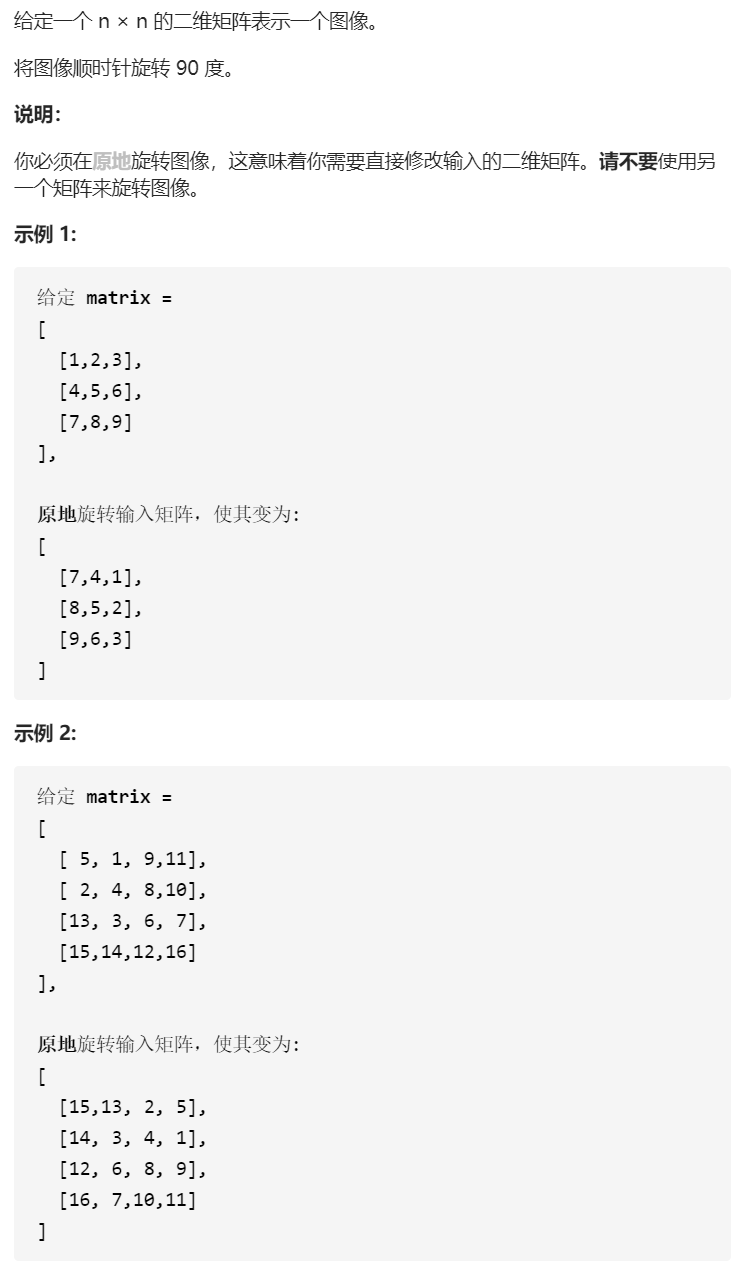 给定一个 n × n 的二维矩阵表示一个图像。
将图像顺时针旋转 90 度。
说明：
你必须在原地旋转图像，这意味着你需要直接修改输入的二维矩阵。请不要使用另
一个矩阵来旋转图像。
示例 1:
给定 matrix =
[
  [1,2,3],
  [4,5,6],
  [7,8,9]
],
原地旋转输入矩阵，使其变为:
[
  [7,4,1],
  [8,5,2],
  [9,6,3]
]
示例 2:
给定 matrix =
[
  [ 5, 1, 9,11],
  [ 2, 4, 8,10],
  [13, 3, 6, 7],
  [15,14,12,16]
],
原地旋转输入矩阵，使其变为:
[
  [15,13, 2, 5],
  [14, 3, 4, 1],
  [12, 6, 8, 9],
  [16, 7,10,11]
]